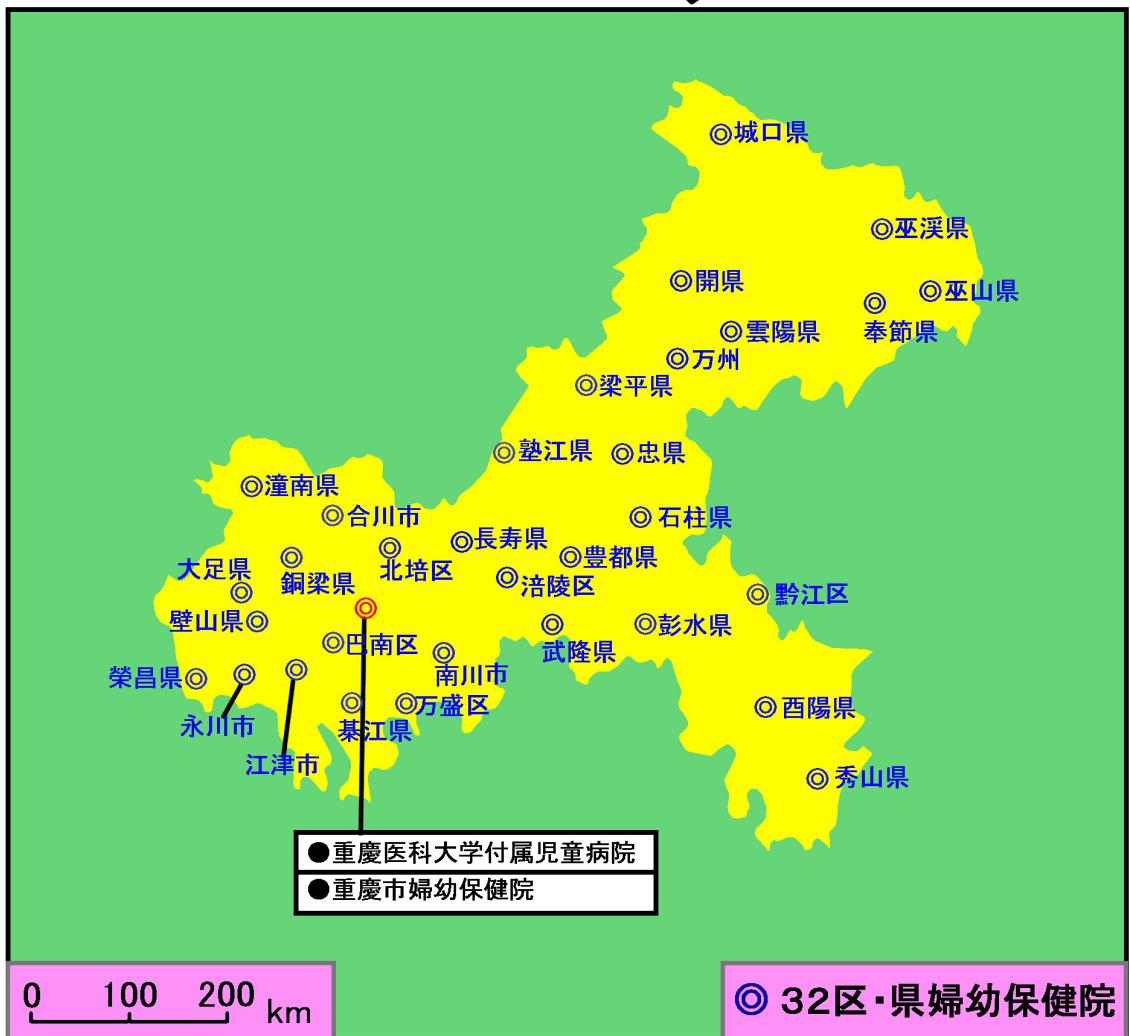 城口県
巫渓県
開県
巫山県
奉節県
雲陽県
万州
梁平県
塾江県
忠県
潼南県
合川市
石柱県
長寿県
豊都県
北培区
大足県
銅梁県
涪陵区
黔江区
壁山県
彭水県
巴南区
武隆県
南川市
榮昌県
万盛区
酉陽県
永川市
綦江県
江津市
秀山県
●重慶医科大学付属児童病院
●重慶市婦幼保健院
0 100 200 km
◎ 32区・県婦幼保健院